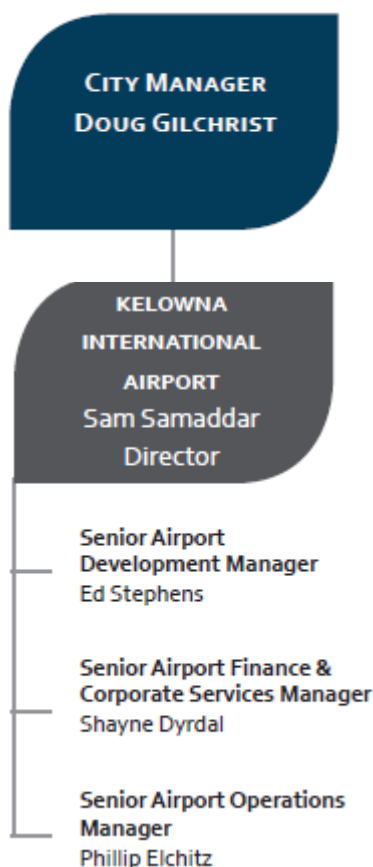 City Manager
Doug Gilchrist
KELOWNA
INTERNATIONAL
AIRPORT
Sam Samaddar
Director
Senior Airport
Development Manager
Ed Stephens
Senior Airport Finance &
Corporate Services Manager
Shayne Dyrdal
Senior Airport Operations
Manager
Phillip Elchitz